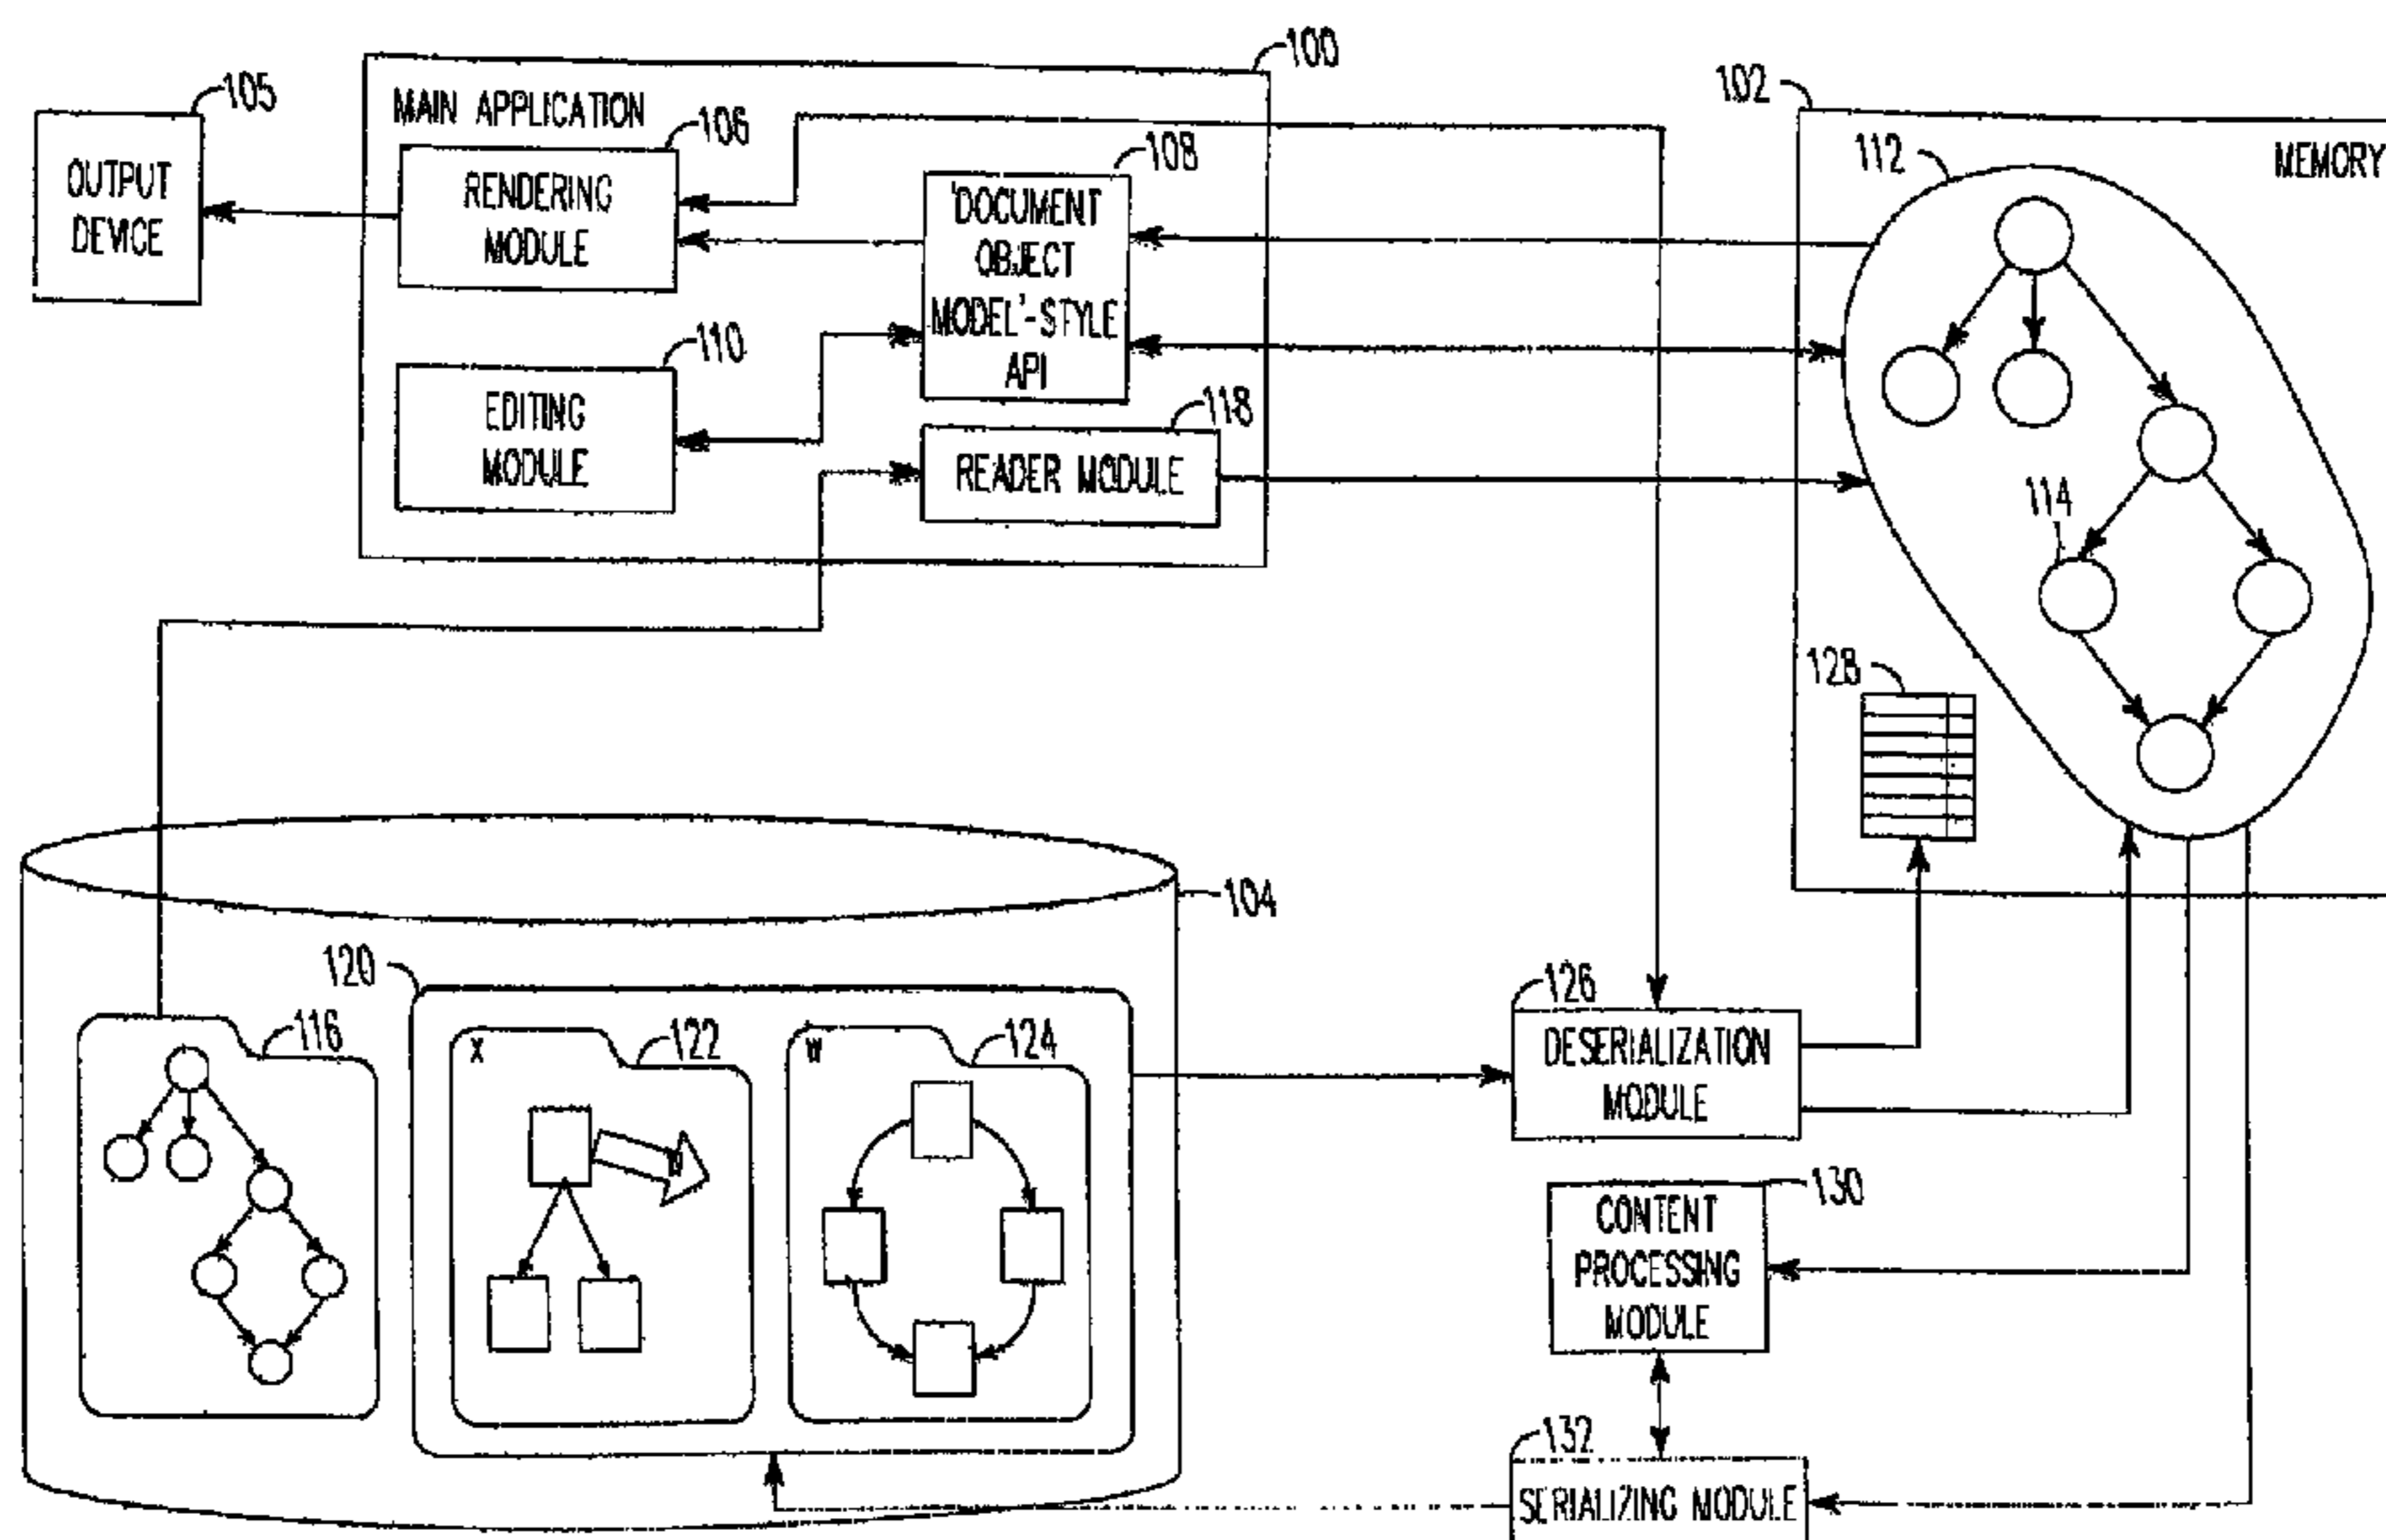 100
105
MAIN APPLICATION
106
102
OUTPUT
DEVICE
RENDERING
MODULE
108
'DOCUMENT
OBJECT
MODEL'-STYLE
API
112
MEMORY
110
EDITING
MODULE
118
READER MODULE
114
128
104
120
116
X
122
W
124
126
DESERIALIZATION
MODULE
130
CONTENT
PROCESSING
MODULE
132
SERIALIZING MODULE